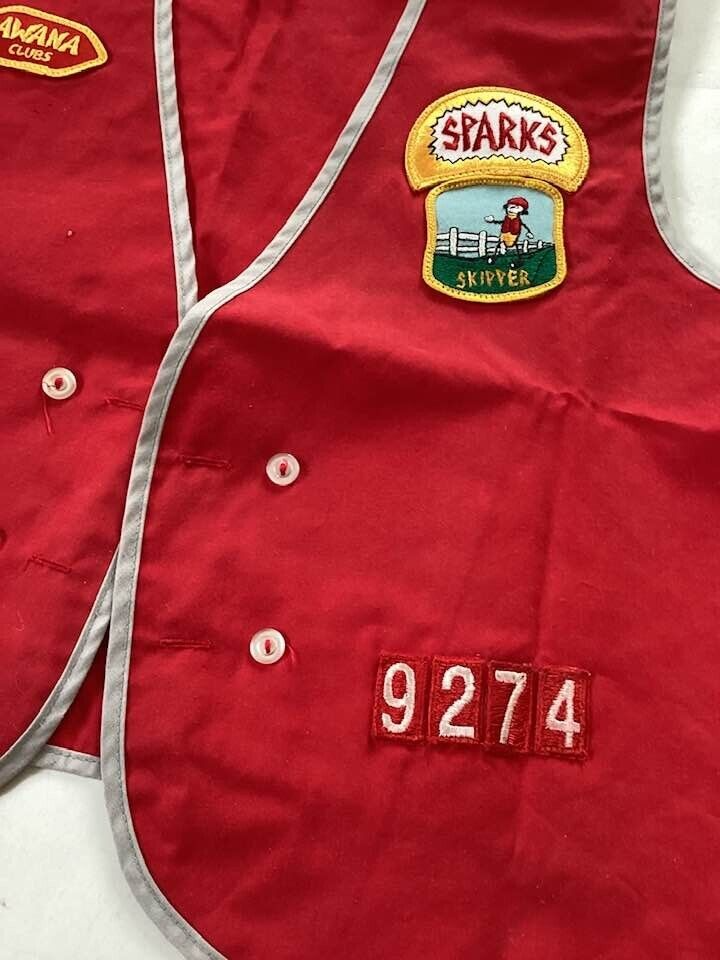 AWANA
CLUBS
SPARKS
SKIPPER
9274